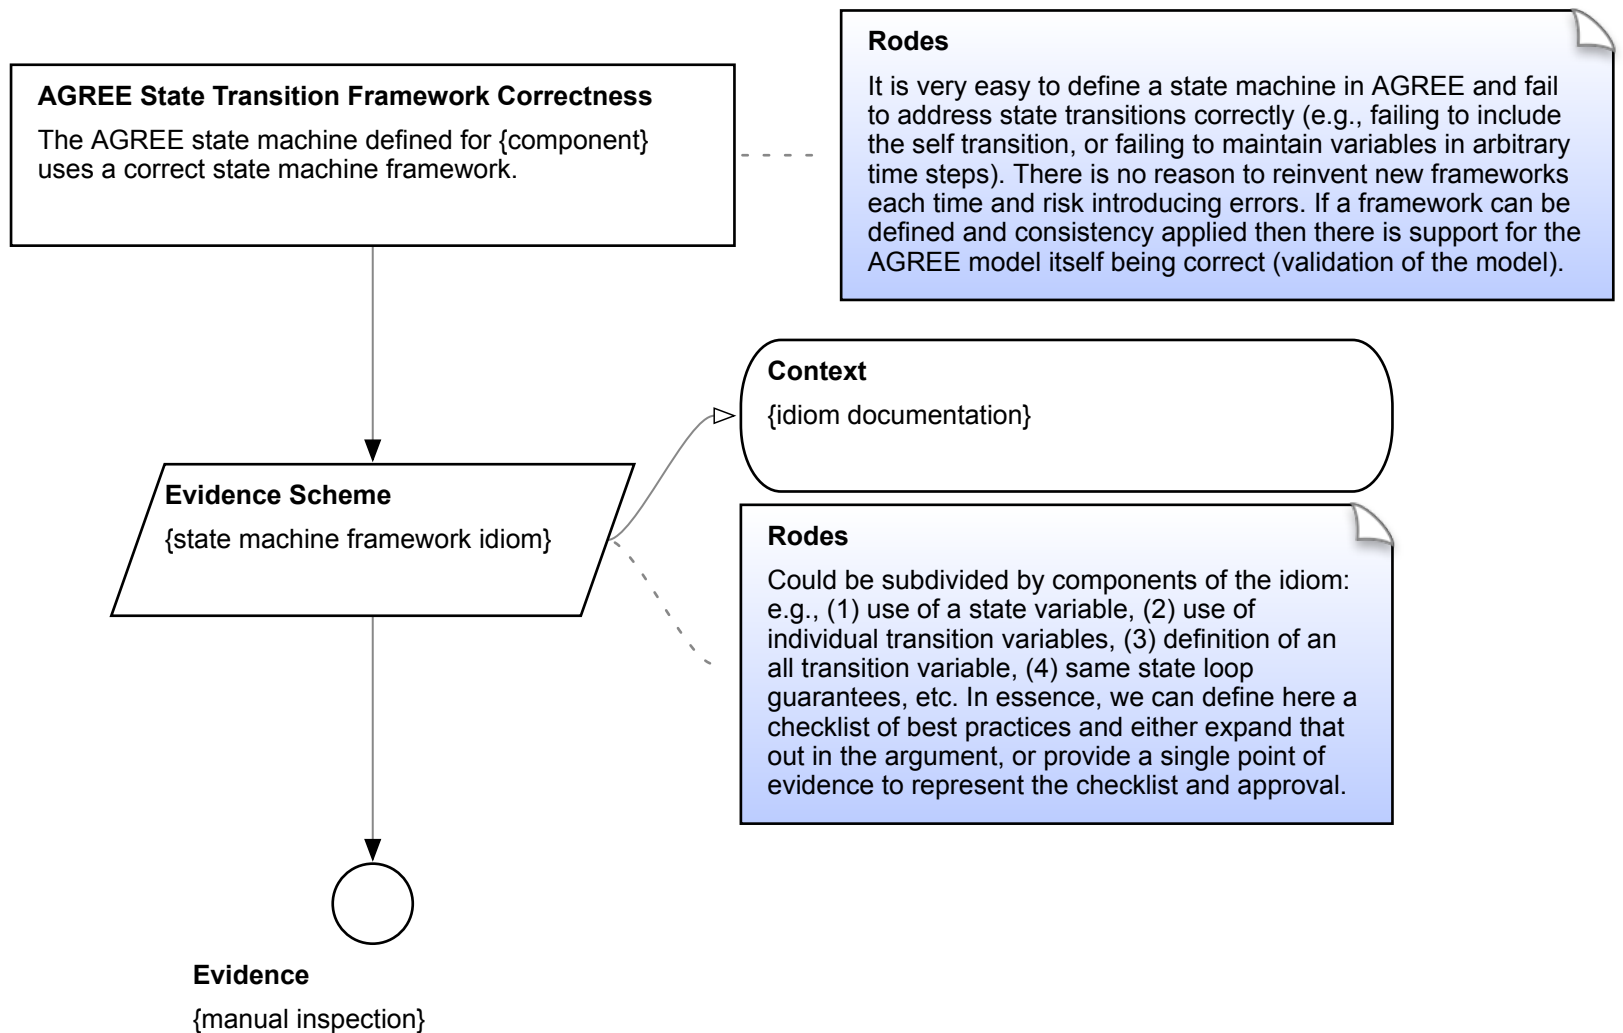 AGREE State Transition Framework Correctness
The AGREE state machine defined for {component}
uses a correct state machine framework.
Rodes
It is very easy to define a state machine in AGREE and fail
to address state transitions correctly (e.g., failing to include
the self transition, or failing to maintain variables in arbitrary
time steps). There is no reason to reinvent new frameworks
each time and risk introducing errors. If a framework can be
defined and consistency applied then there is support for the
AGREE model itself being correct (validation of the model).
Context
{idiom documentation}
Evidence Scheme
{state machine framework idiom}
Rodes
Could be subdivided by components of the idiom:
e.g., (1) use of a state variable, (2) use of
individual transition variables, (3) definition of an
all transition variable, (4) same state loop
guarantees, etc. In essence, we can define here a
checklist of best practices and either expand that
out in the argument, or provide a single point of
evidence to represent the checklist and approval.
Evidence
{manual inspection}